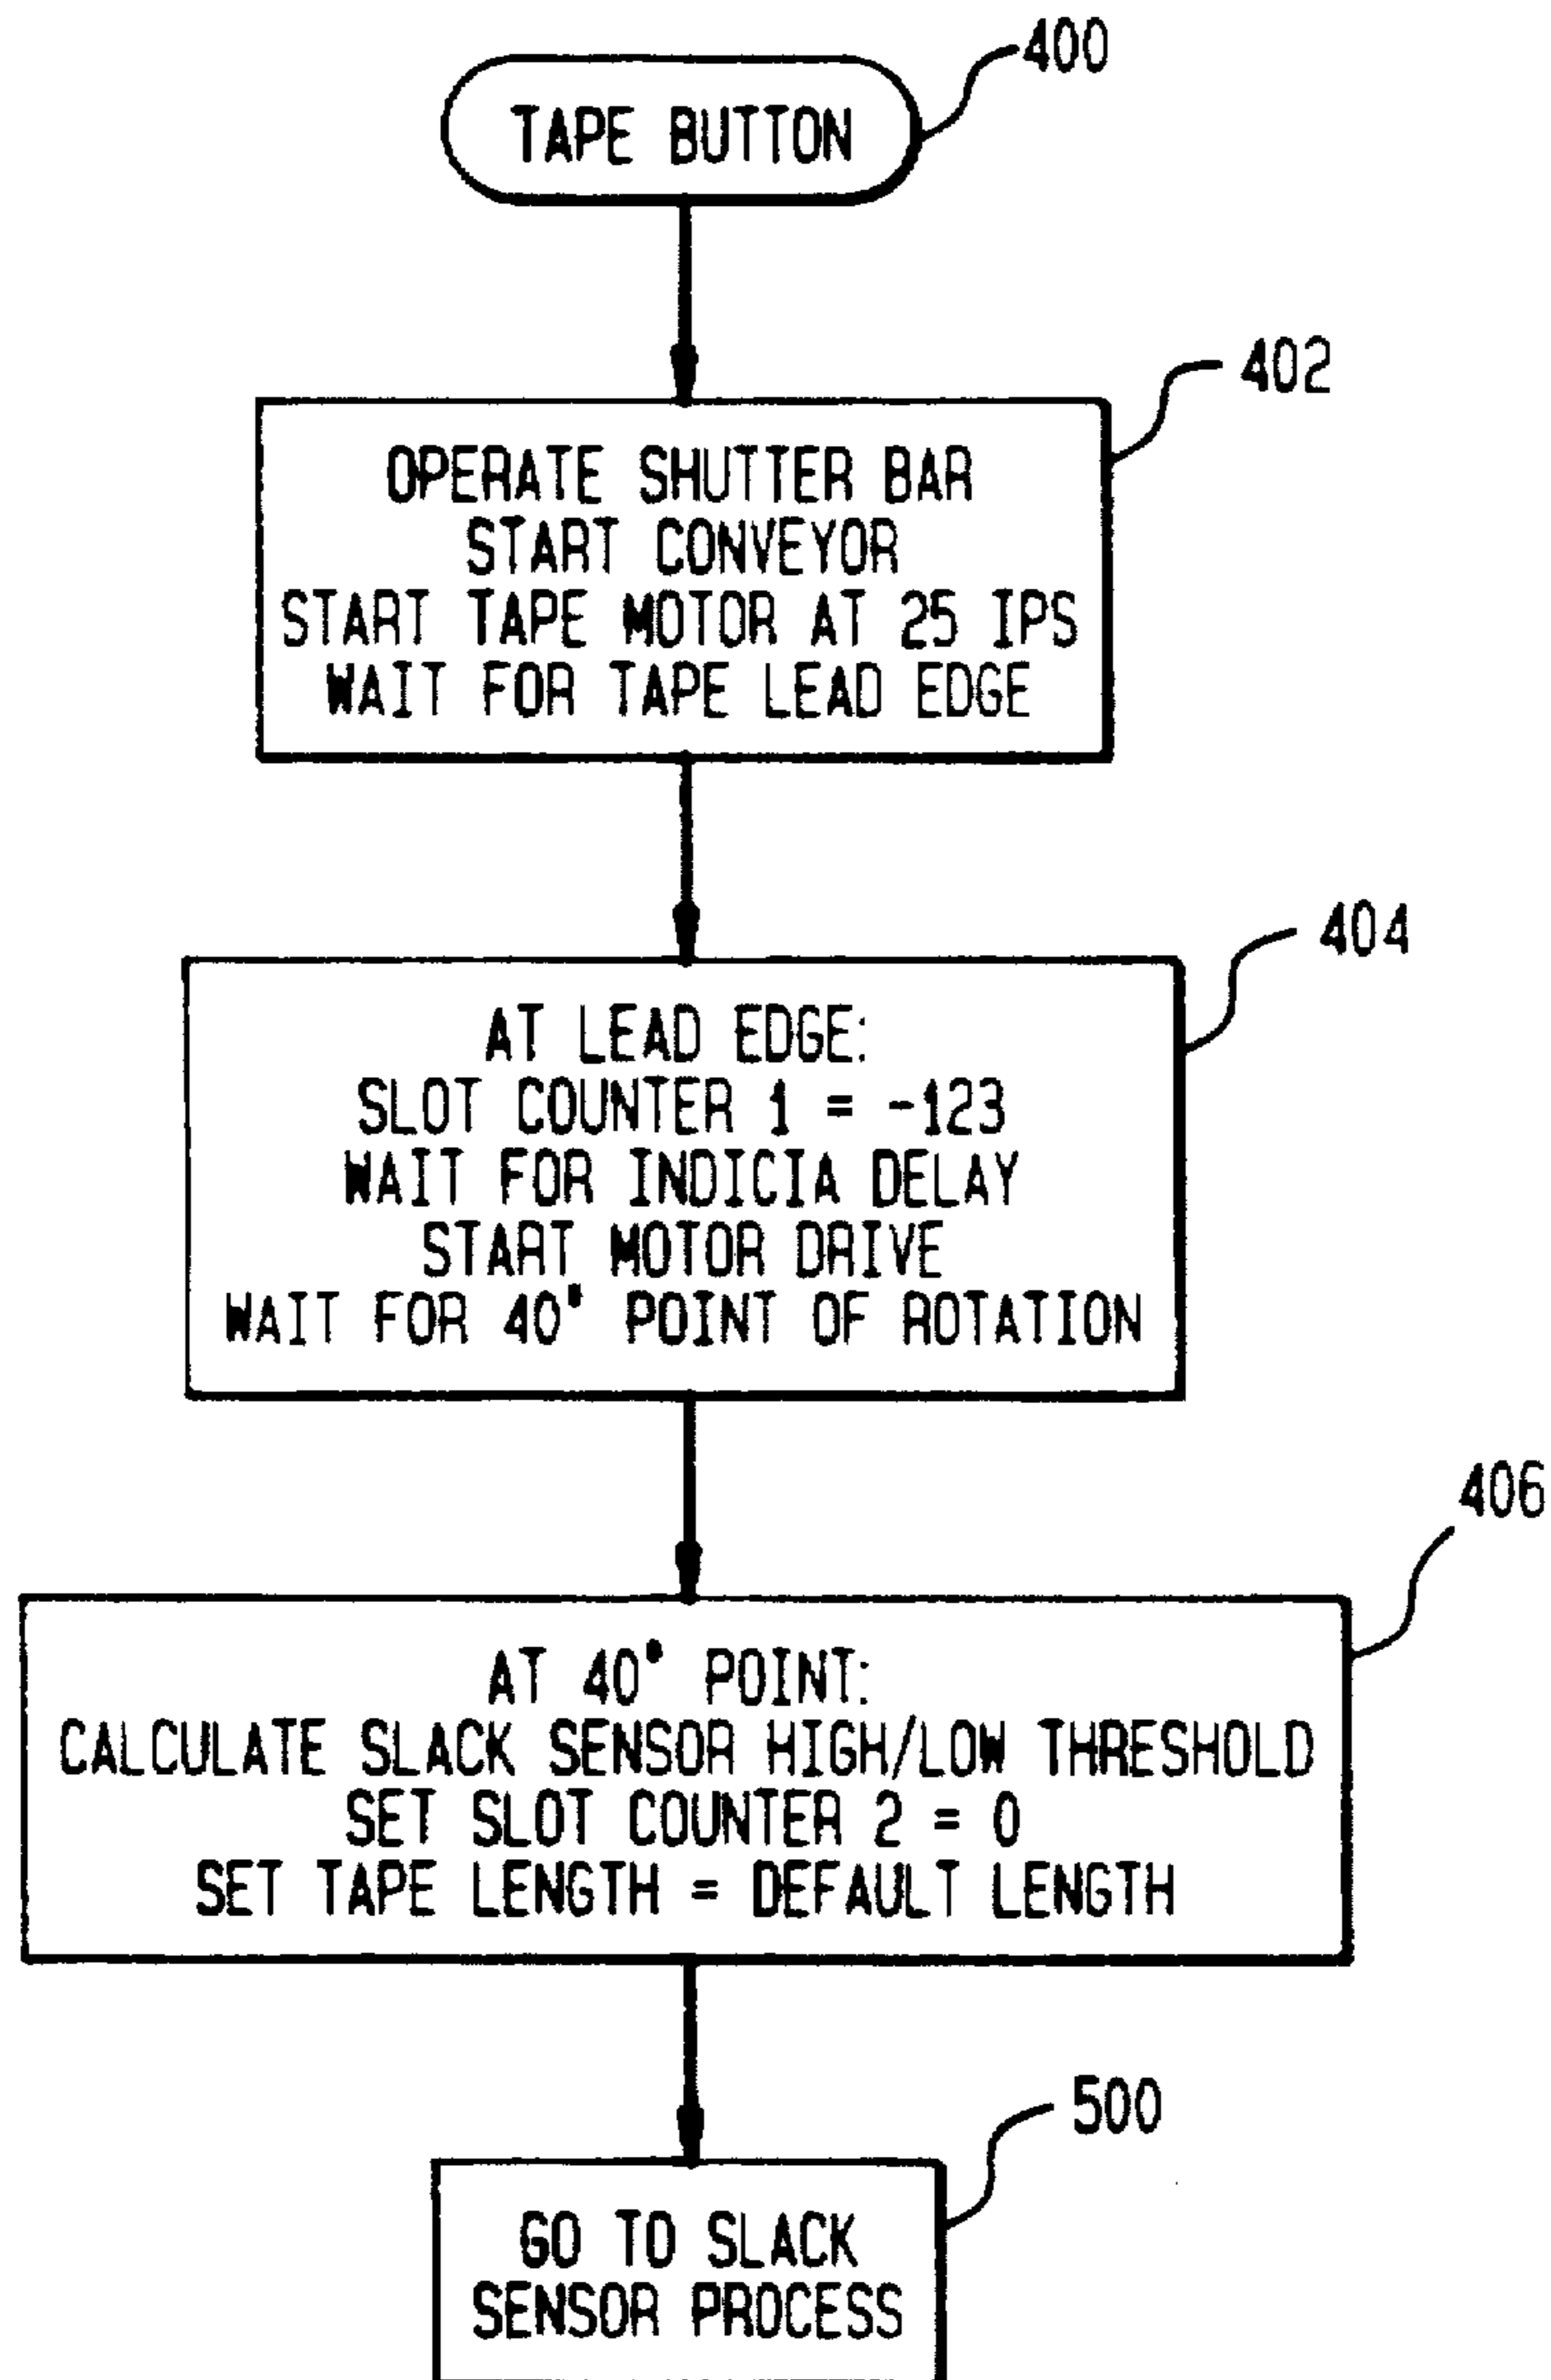 400
TAPE BUTTON
402
OPERATE SHUTTER BAR
START CONVEYOR
START TAPE MOTOR AT 25 IPS
WAIT FOR TAPE LEAD EDGE
404
AT LEAD EDGE:
SLOT COUNTER 1 = -123
WAIT FOR INDICIA DELAY
START MOTOR DRIVE
WAIT FOR 40° POINT OF ROTATION
406
AT 40° POINT:
CALCULATE SLACK SENSOR HIGH/LOW THRESHOLD
SET SLOT COUNTER 2 = 0
SET TAPE LENGTH = DEFAULT LENGTH
500
GO TO SLACK
SENSOR PROCESS